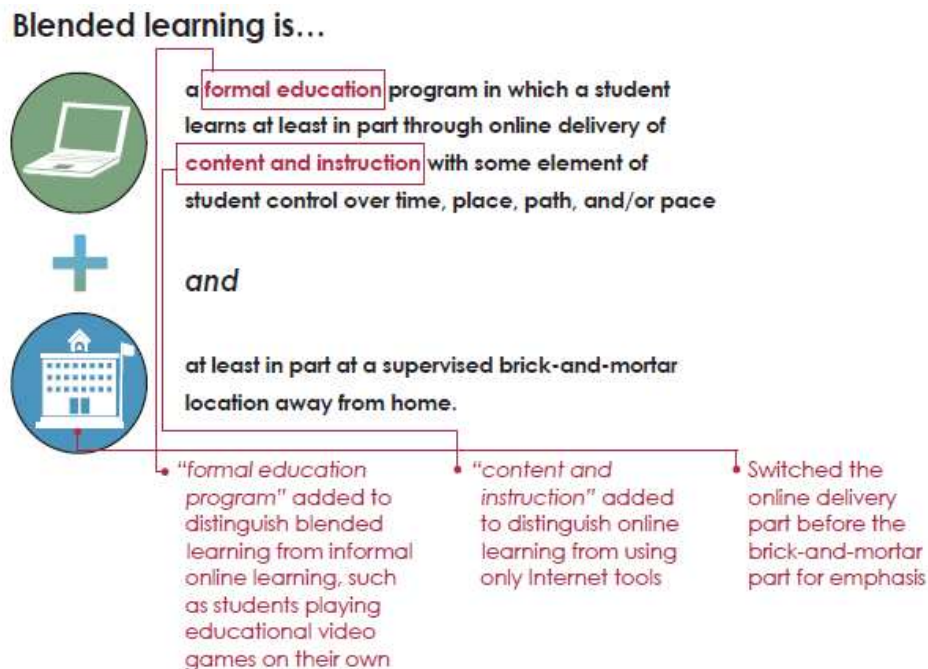 Blended learning is...
a formal education program in which a student
learns at least in part through online delivery of
content and instruction with some element of
student control over time, place, path, and/or pace
and
at least in part at a supervised brick-and-mortar
location away from home.
"formal education
program" added to
distinguish blended
learning from informal
online learning, such
as students playing
educational video
games on their own
"content and
instruction" added
to distinguish online
learning from using
only Internet tools
Switched the
online delivery
part before the
brick-and-mortar
part for emphasis